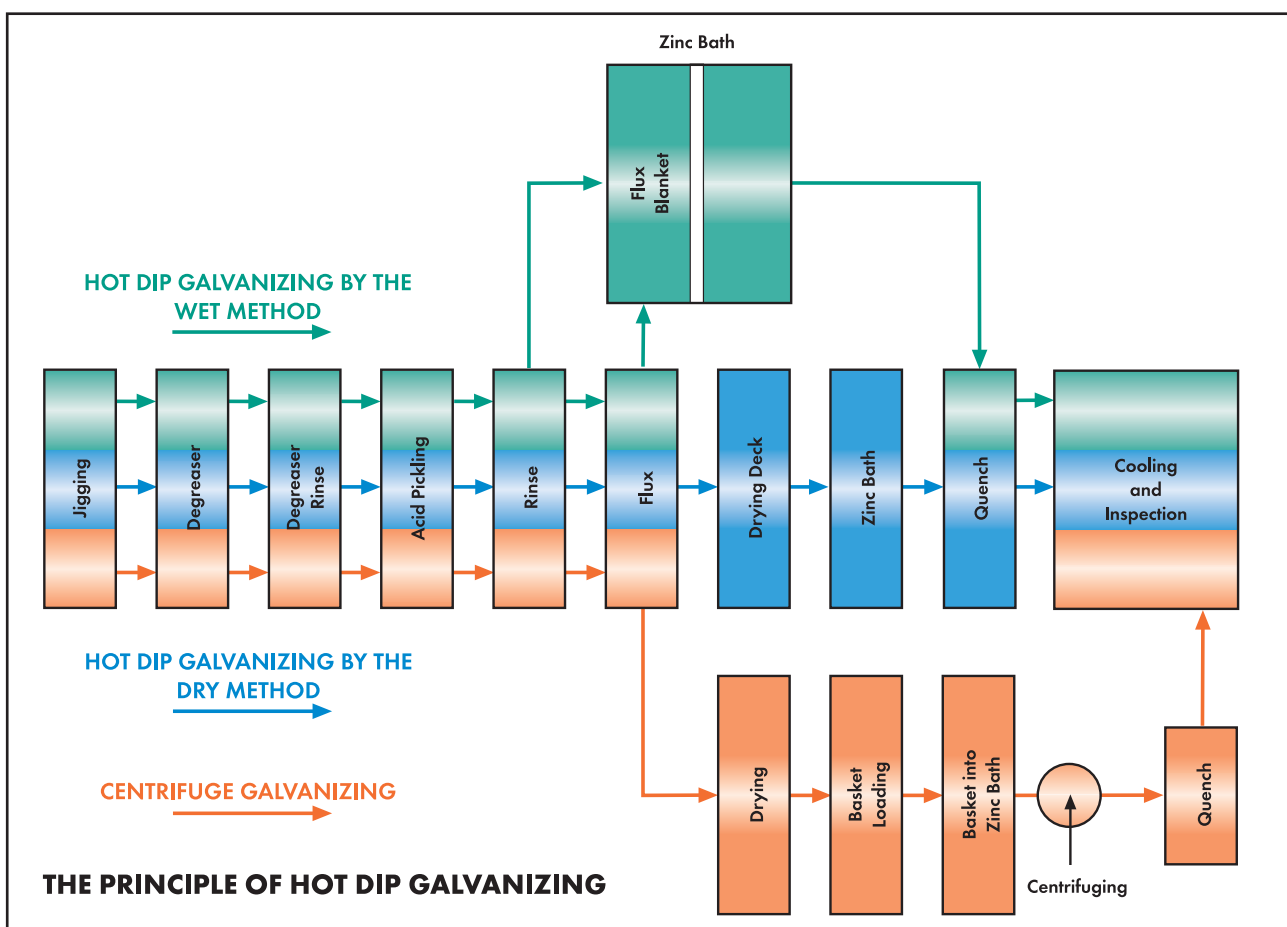 Zinc Bath
Flux
Blanket
HOT DIP GALVANIZING BY THE
WET METHOD
Jigging
Degreaser
Degreaser
Rinse
Acid Pickling
Rinse
Flux
Drying Deck
Zinc Bath
Quench
Cooling
and
Inspection
HOT DIP GALVANIZING BY THE
DRY METHOD
CENTRIFUGE GALVANIZING
Drying
Basket
Loading
Basket into
Zinc Bath
Centrifuging
Quench
THE PRINCIPLE OF HOT DIP GALVANIZING